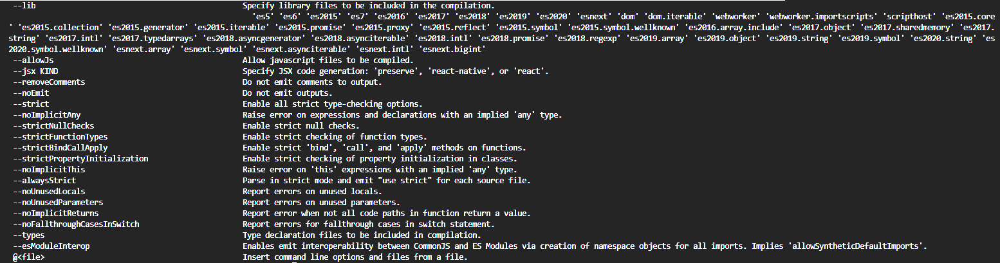 --lib                                              Specify library files to be included in the compilation.
'es5' 'es6' 'es2015' 'es7' 'es2016' 'es2017' 'es2018' 'es2019' 'es2020' 'esnext' 'dom' 'dom.iterable' 'webworker' 'webworker.importscripts' 'scripthost' 'es2015.core
' 'es2015.collection' 'es2015.generator' 'es2015.iterable' 'es2015.promise' 'es2015.proxy' 'es2015.reflect' 'es2015.symbol' 'es2015.symbol.wellknown' 'es2016.array.include' 'es2017.object' 'es2017.sharedmemory' 'es2017.
string' 'es2017.intl' 'es2017.typedarrays' 'es2018.asyncgenerator' 'es2018.asynciterable' 'es2018.intl' 'es2018.promise' 'es2018.regexp' 'es2019.array' 'es2019.object' 'es2019.string' 'es2019.symbol' 'es2020.string' 'es
2020.symbol.wellknown' 'esnext.array' 'esnext.symbol' 'esnext.asynciterable' 'esnext.intl' 'esnext.bigint'
--allowJs                                          Allow javascript files to be compiled.
--jsx KIND                                         Specify JSX code generation: 'preserve', 'react-native', or 'react'.
--removeComments                                   Do not emit comments to output.
--noEmit                                           Do not emit outputs.
--strict                                           Enable all strict type-checking options.
--noImplicitAny                                    Raise error on expressions and declarations with an implied 'any' type.
--strictNullChecks                                 Enable strict null checks.
--strictFunctionTypes                              Enable strict checking of function types.
--strictBindCallApply                              Enable strict 'bind', 'call', and 'apply' methods on functions.
--strictPropertyInitialization                     Enable strict checking of property initialization in classes.
--noImplicitThis                                   Raise error on 'this' expressions with an implied 'any' type.
--alwaysStrict                                     Parse in strict mode and emit "use strict" for each source file.
--noUnusedLocals                                   Report errors on unused locals.
--noUnusedParameters                               Report errors on unused parameters.
--noImplicitReturns                                Report error when not all code paths in function return a value.
--noFallthroughCasesInSwitch                       Report errors for fallthrough cases in switch statement.
--types                                            Type declaration files to be included in compilation.
--esModuleInterop                                  Enables emit interoperability between CommonJS and ES Modules via creation of namespace objects for all imports. Implies 'allowSyntheticDefaultImports'.
@<file>                                            Insert command line options and files from a file.